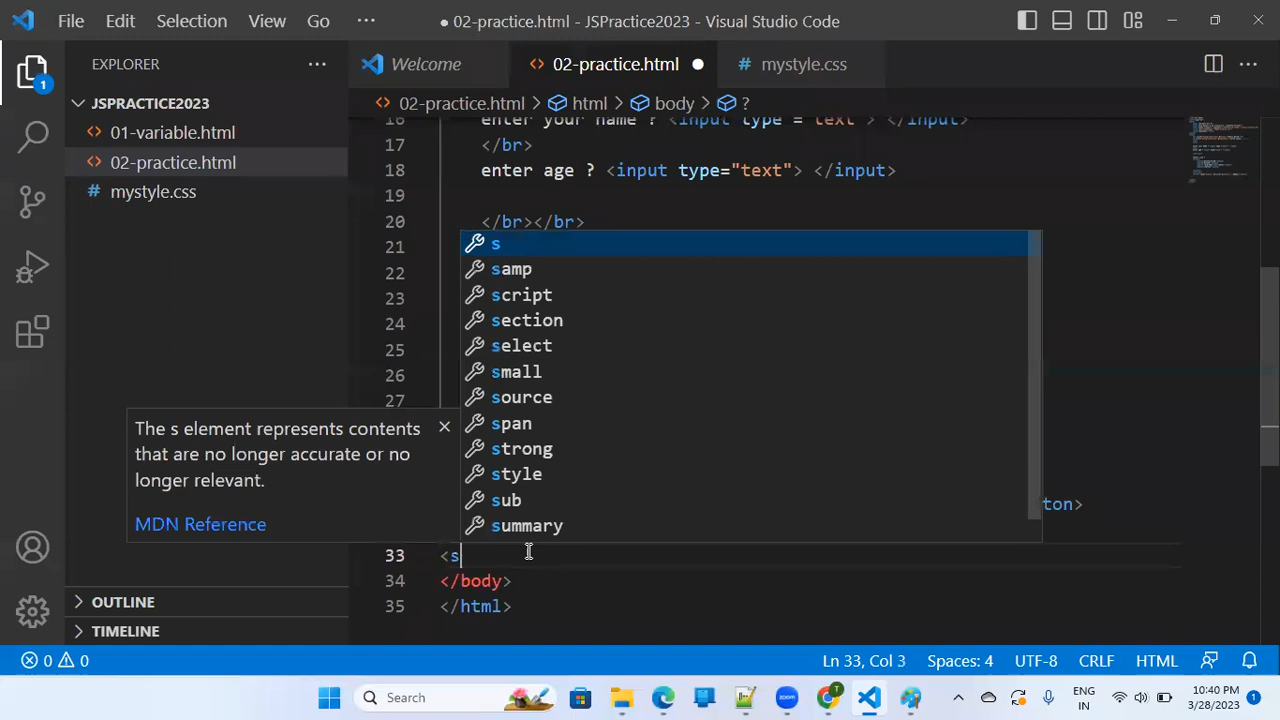 File Edit Selection View Go ··· ● 02-practice.html - JSPractice2023 - Visual Studio Code
EXPLORER ···
Welcome
<> 02-practice.html ●
# mystyle.css
···
JSPRACTICE2023
<> 01-variable.html
<> 02-practice.html
# mystyle.css
1
<> 02-practice.html > html > body > ?
16 enter your name ? <input type = text > </input>
17 </br>
18 enter age ? <input type="text"> </input>
19
20 </br></br>
21
22
23
24
25
26
27
s
samp
script
section
select
small
source
span
strong
style
sub
summary
The s element represents contents
that are no longer accurate or no
longer relevant.
MDN Reference
ton>
33 <s
34 </body>
35 </html>
OUTLINE
TIMELINE
0 0 Ln 33, Col 3 Spaces: 4 UTF-8 CRLF HTML
Search
ENG
IN
10:40 PM
3/28/2023
1